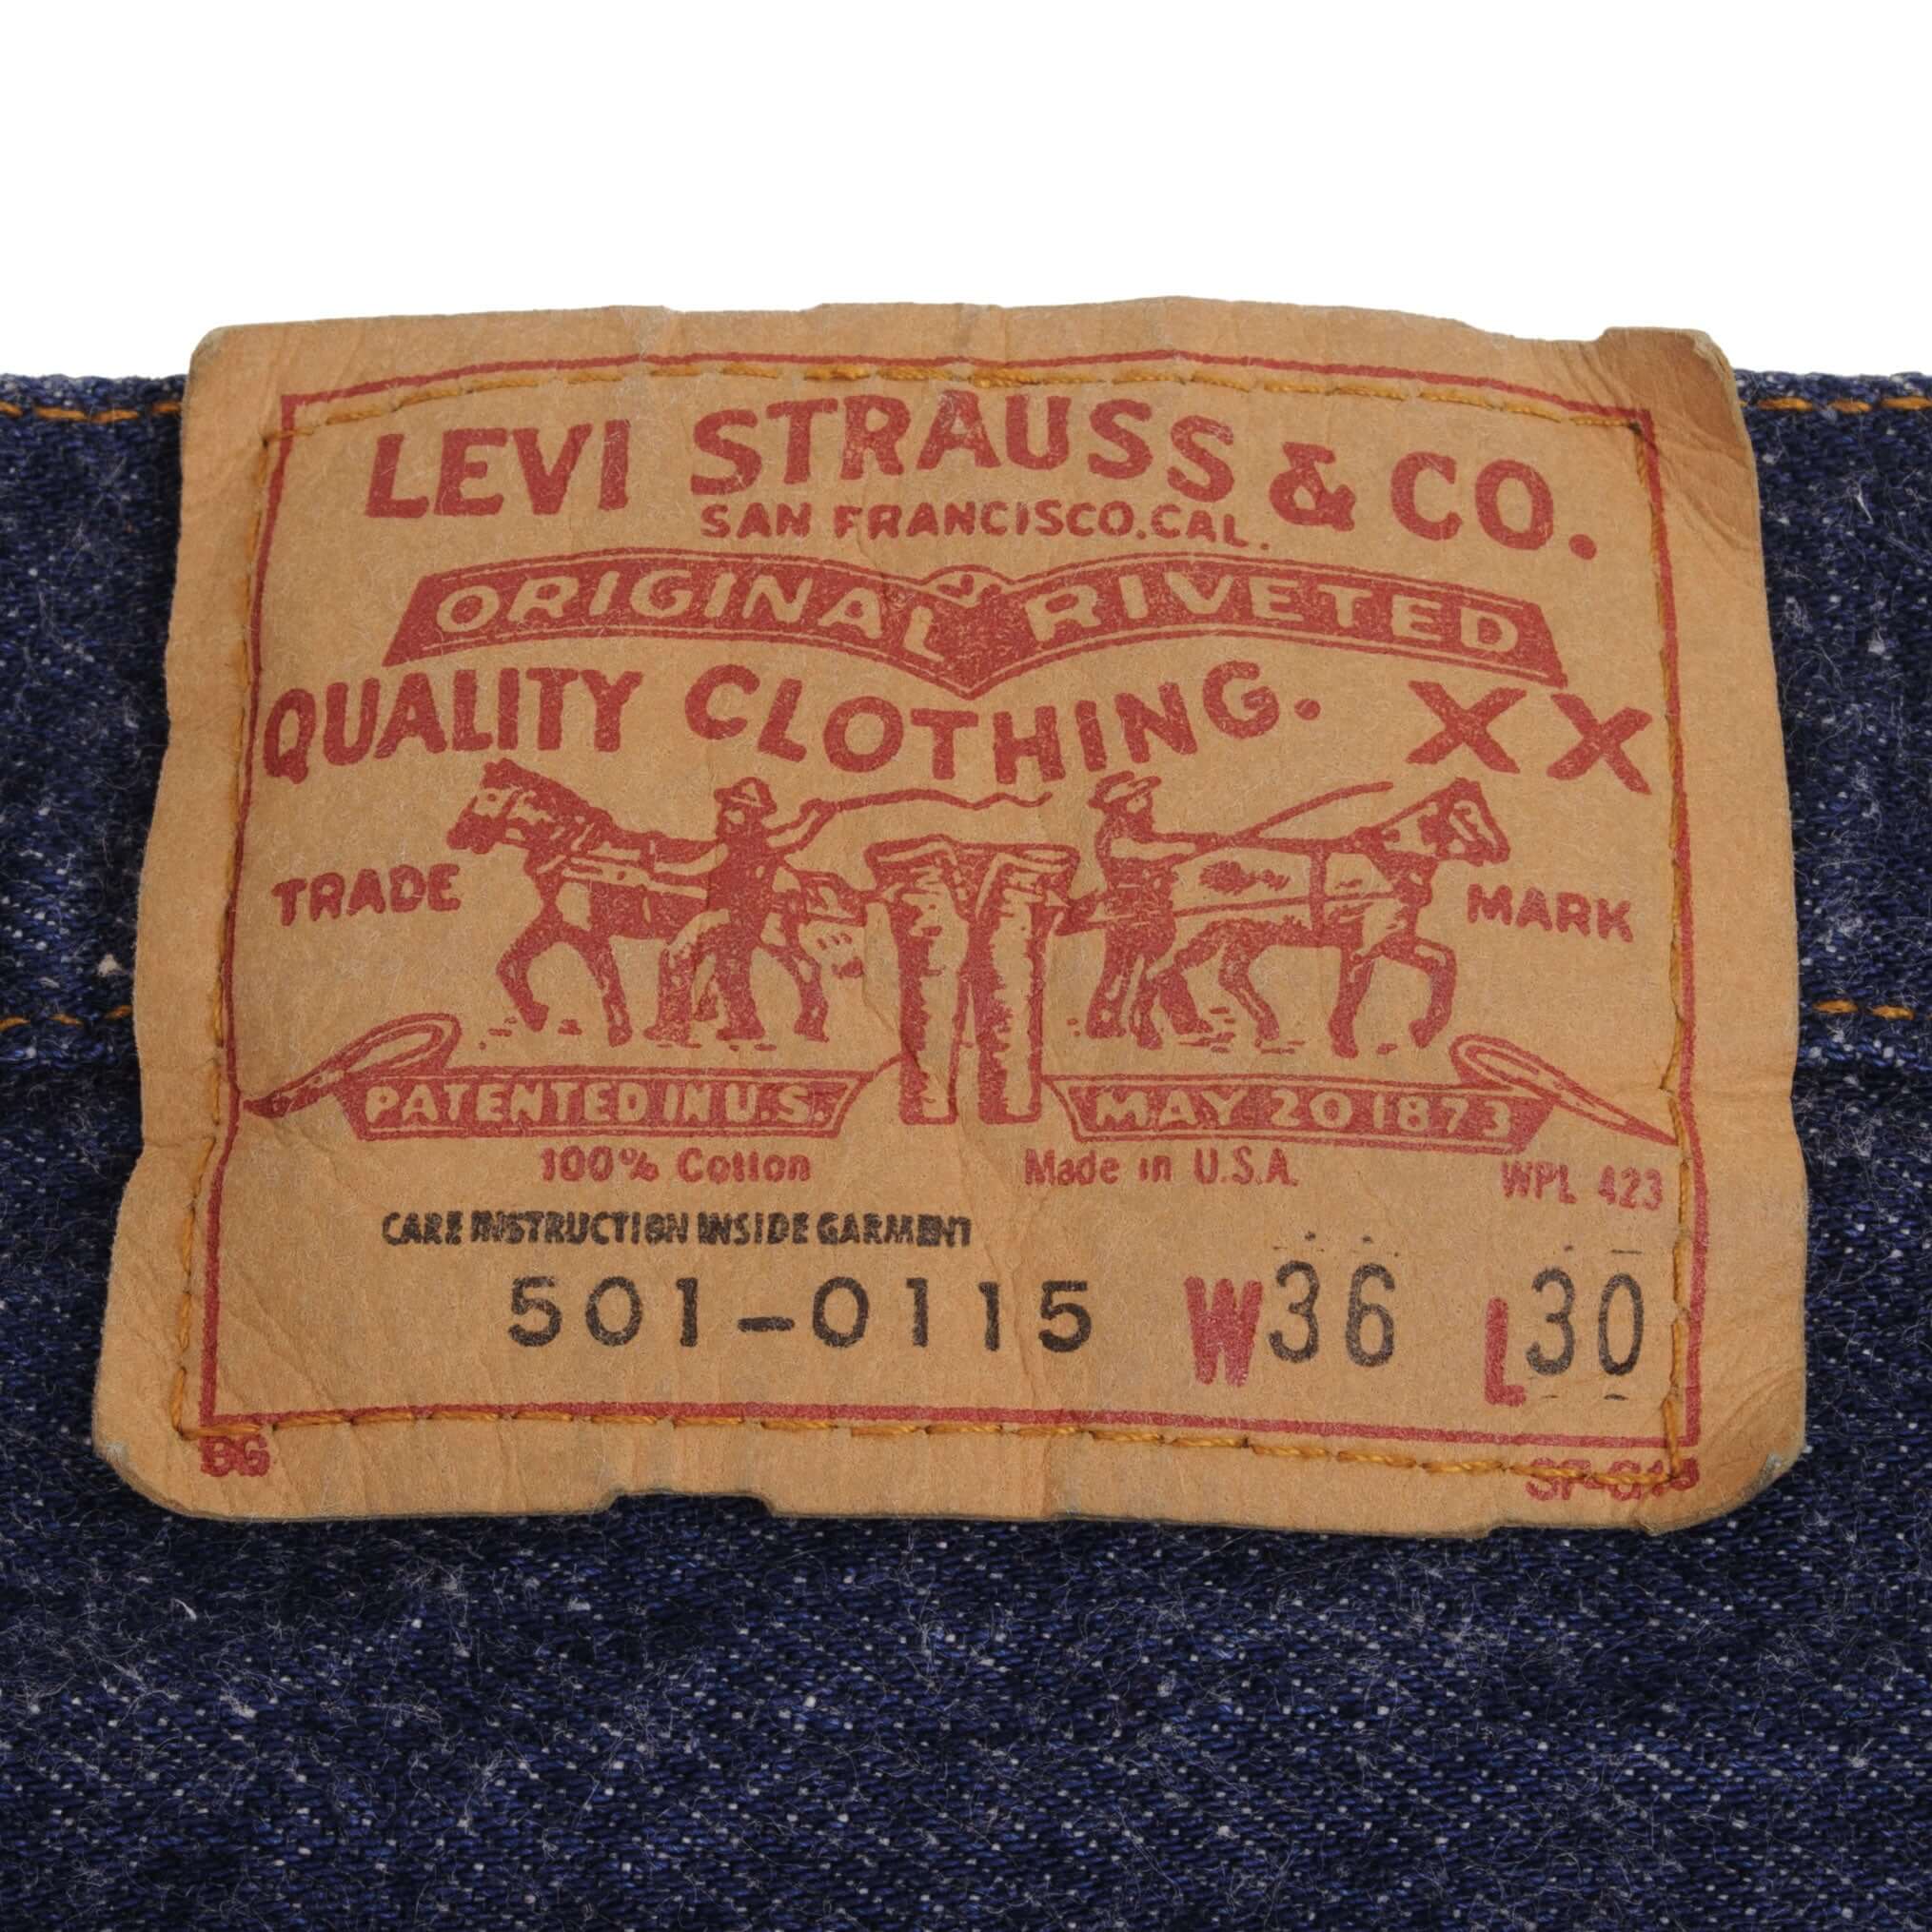 LEVI STRAUSS & CO.
SAN FRANCISCO, CAL.
ORIGINAL RIVETED
QUALITY CLOTHING. XX
TRADE MARK
PATENTED IN U.S. MAY 20 1873
100% Cotton Made in U.S.A. WPL 423
CARE INSTRUCTION INSIDE GARMENT
501-0115 W36 L30
BG